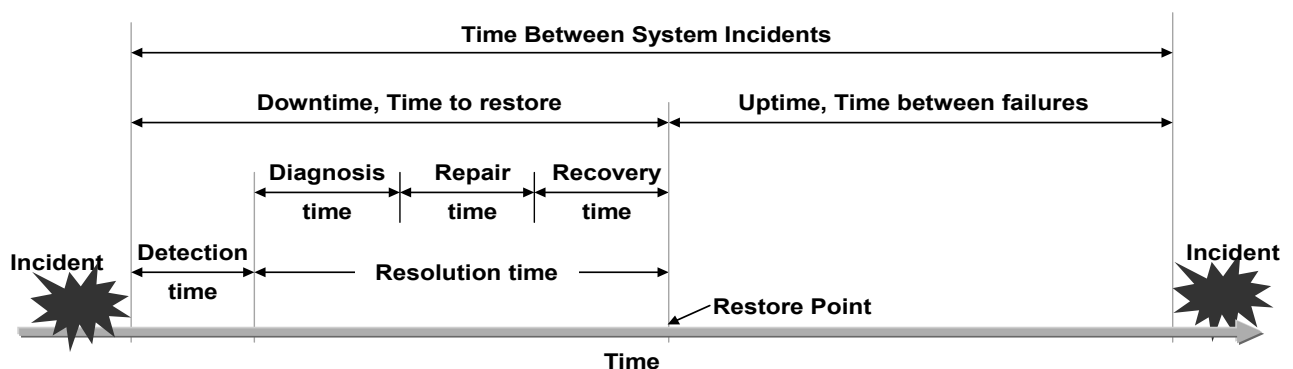 Time Between System Incidents
Downtime, Time to restore
Uptime, Time between failures
Diagnosis
time
Repair
time
Recovery
time
Incident
Detection
time
Resolution time
Incident
Restore Point
Time